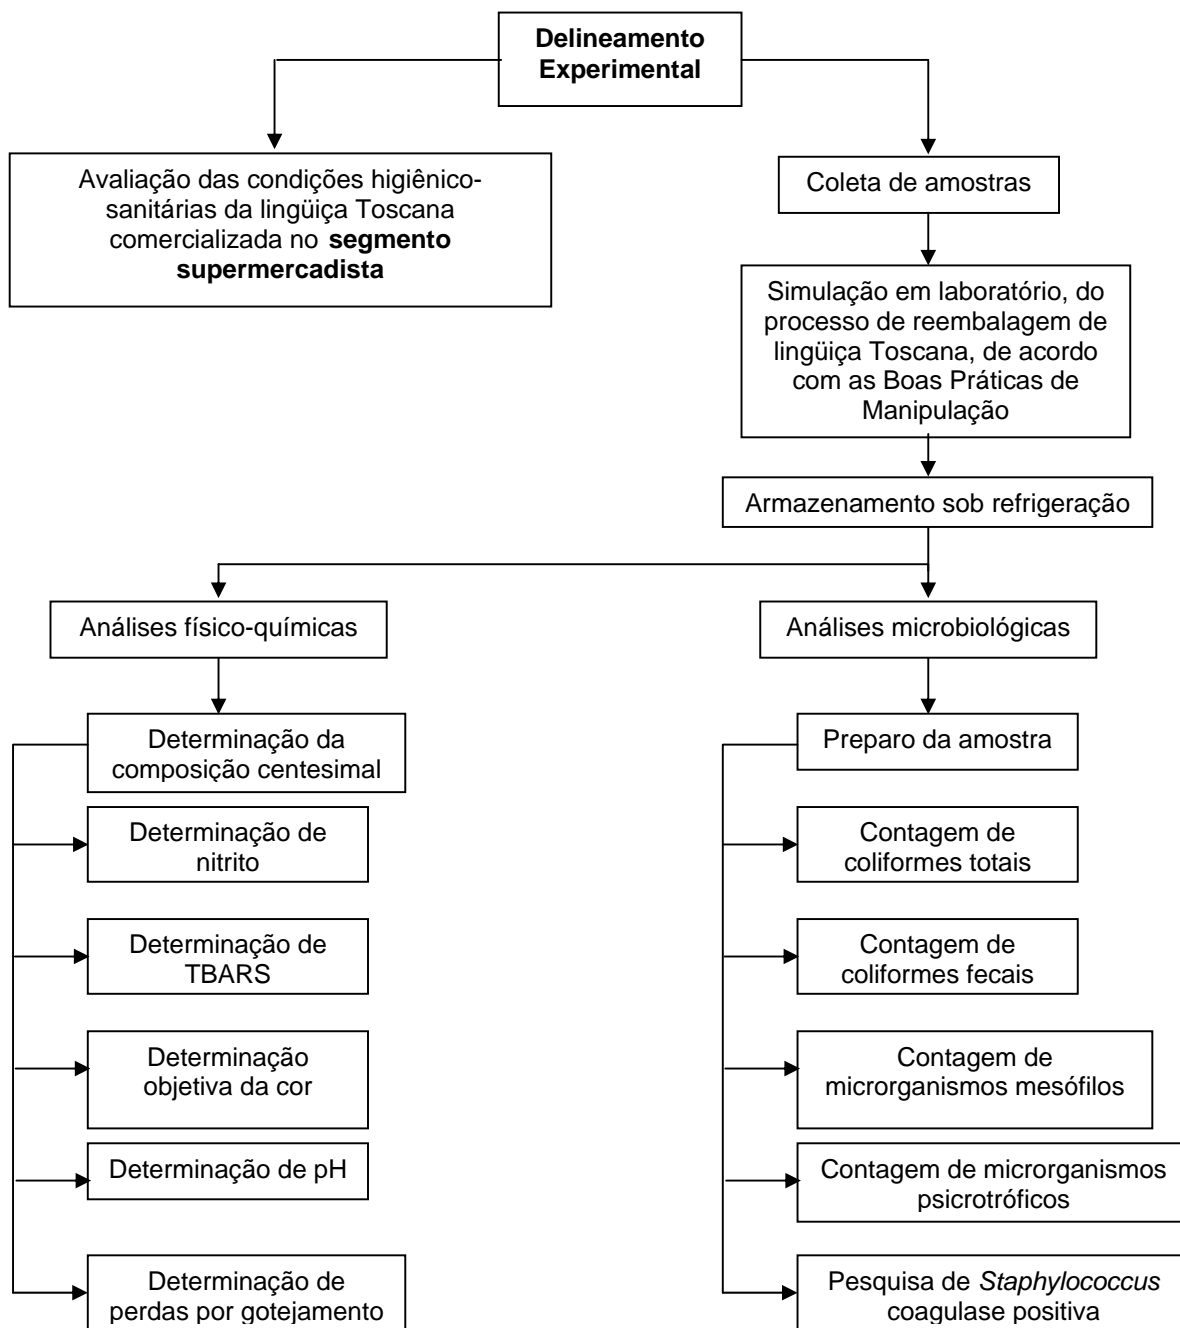 Delineamento
Experimental
Avaliação das condições higiênico-
sanitárias da lingüiça Toscana
comercializada no segmento
supermercadista
Coleta de amostras
Simulação em laboratório, do
processo de reembalagem de
lingüiça Toscana, de acordo
com as Boas Práticas de
Manipulação
Armazenamento sob refrigeração
Análises físico-químicas
Determinação da
composição centesimal
Determinação de
nitrito
Determinação de
TBARS
Determinação
objetiva da cor
Determinação de pH
Determinação de
perdas por gotejamento
Análises microbiológicas
Preparo da amostra
Contagem de
coliformes totais
Contagem de
coliformes fecais
Contagem de
microrganismos mesófilos
Contagem de microrganismos
psicrotróficos
Pesquisa de Staphylococcus
coagulase positiva